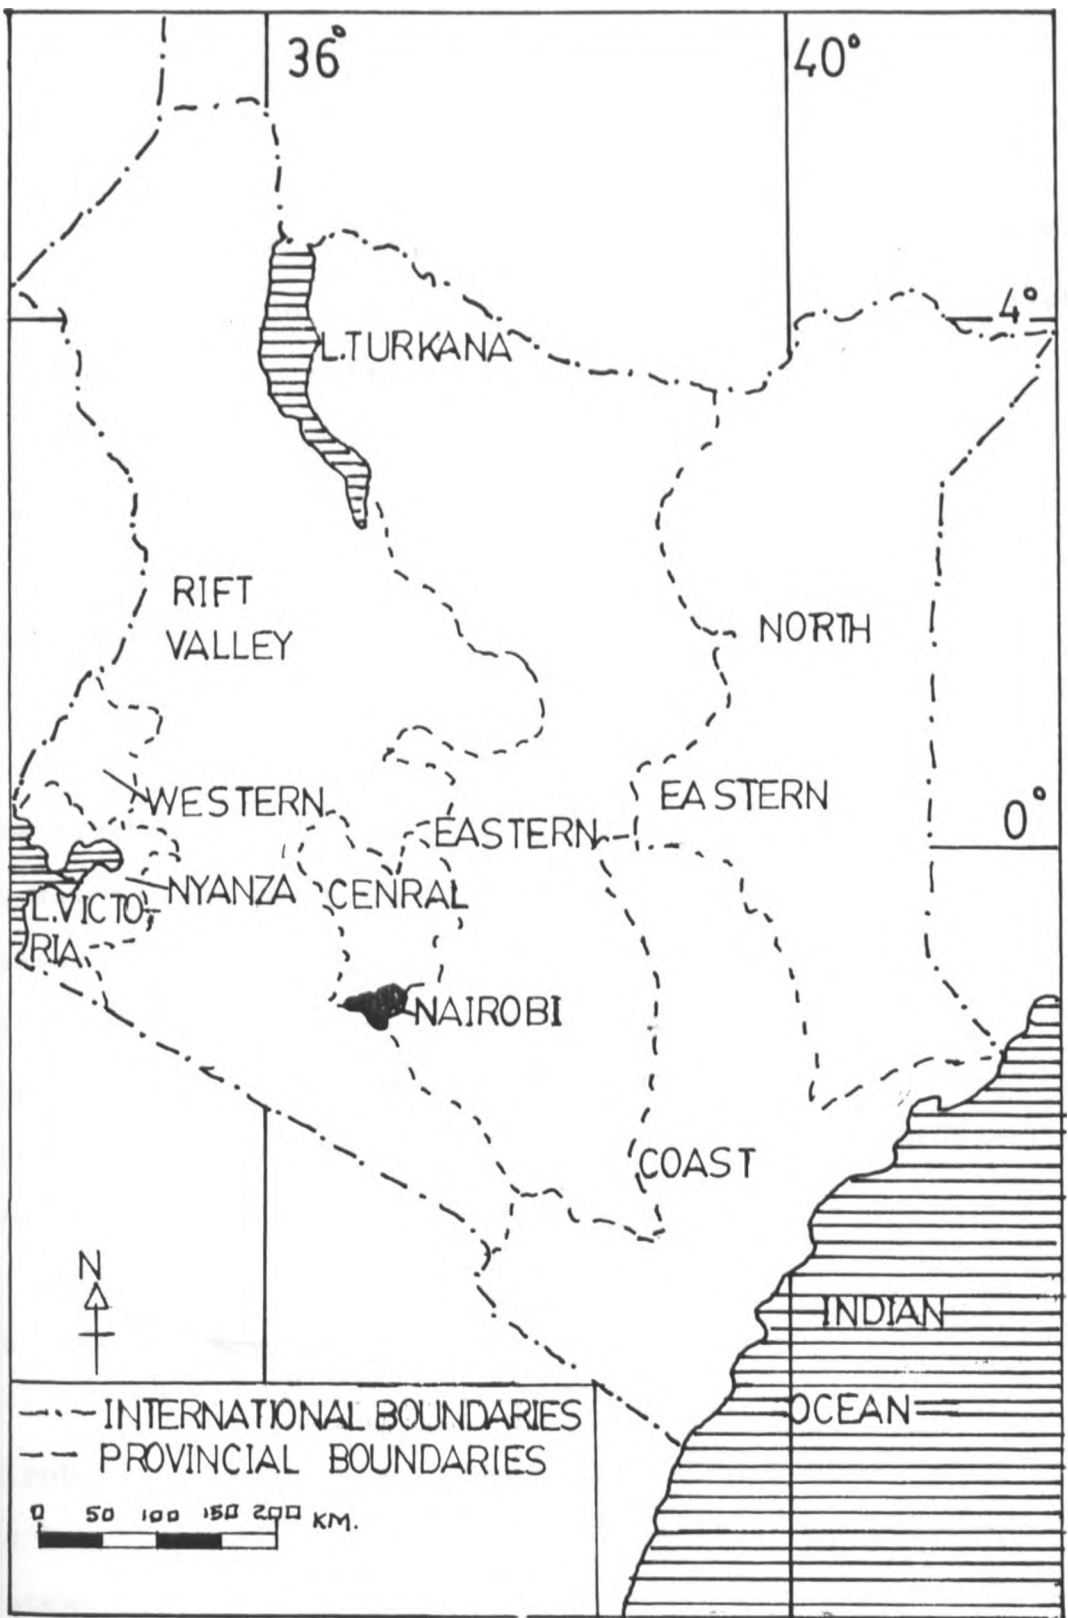 36°
40°
4°
L.TURKANA
RIFT
VALLEY
NORTH
WESTERN
EASTERN
0°
EASTERN
NYANZA
CENRAL
L.VICTO
RIA
NAIROBI
COAST
N
INDIAN
OCEAN
INTERNATIONAL BOUNDARIES
PROVINCIAL BOUNDARIES
0 50 100 150 200 KM.